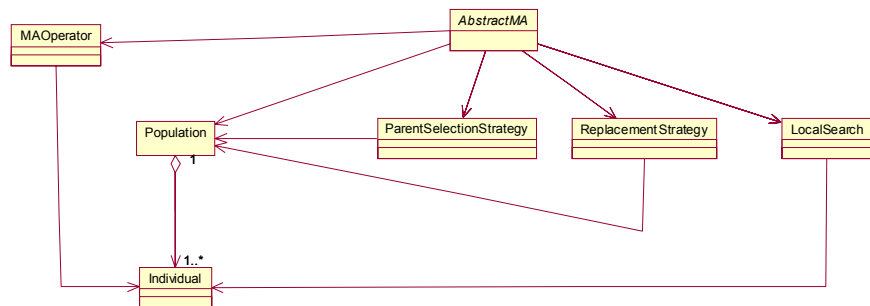 AbstractMA
MAOperator
Population
ParentSelectionStrategy
ReplacementStrategy
LocalSearch
1
1..*
Individual